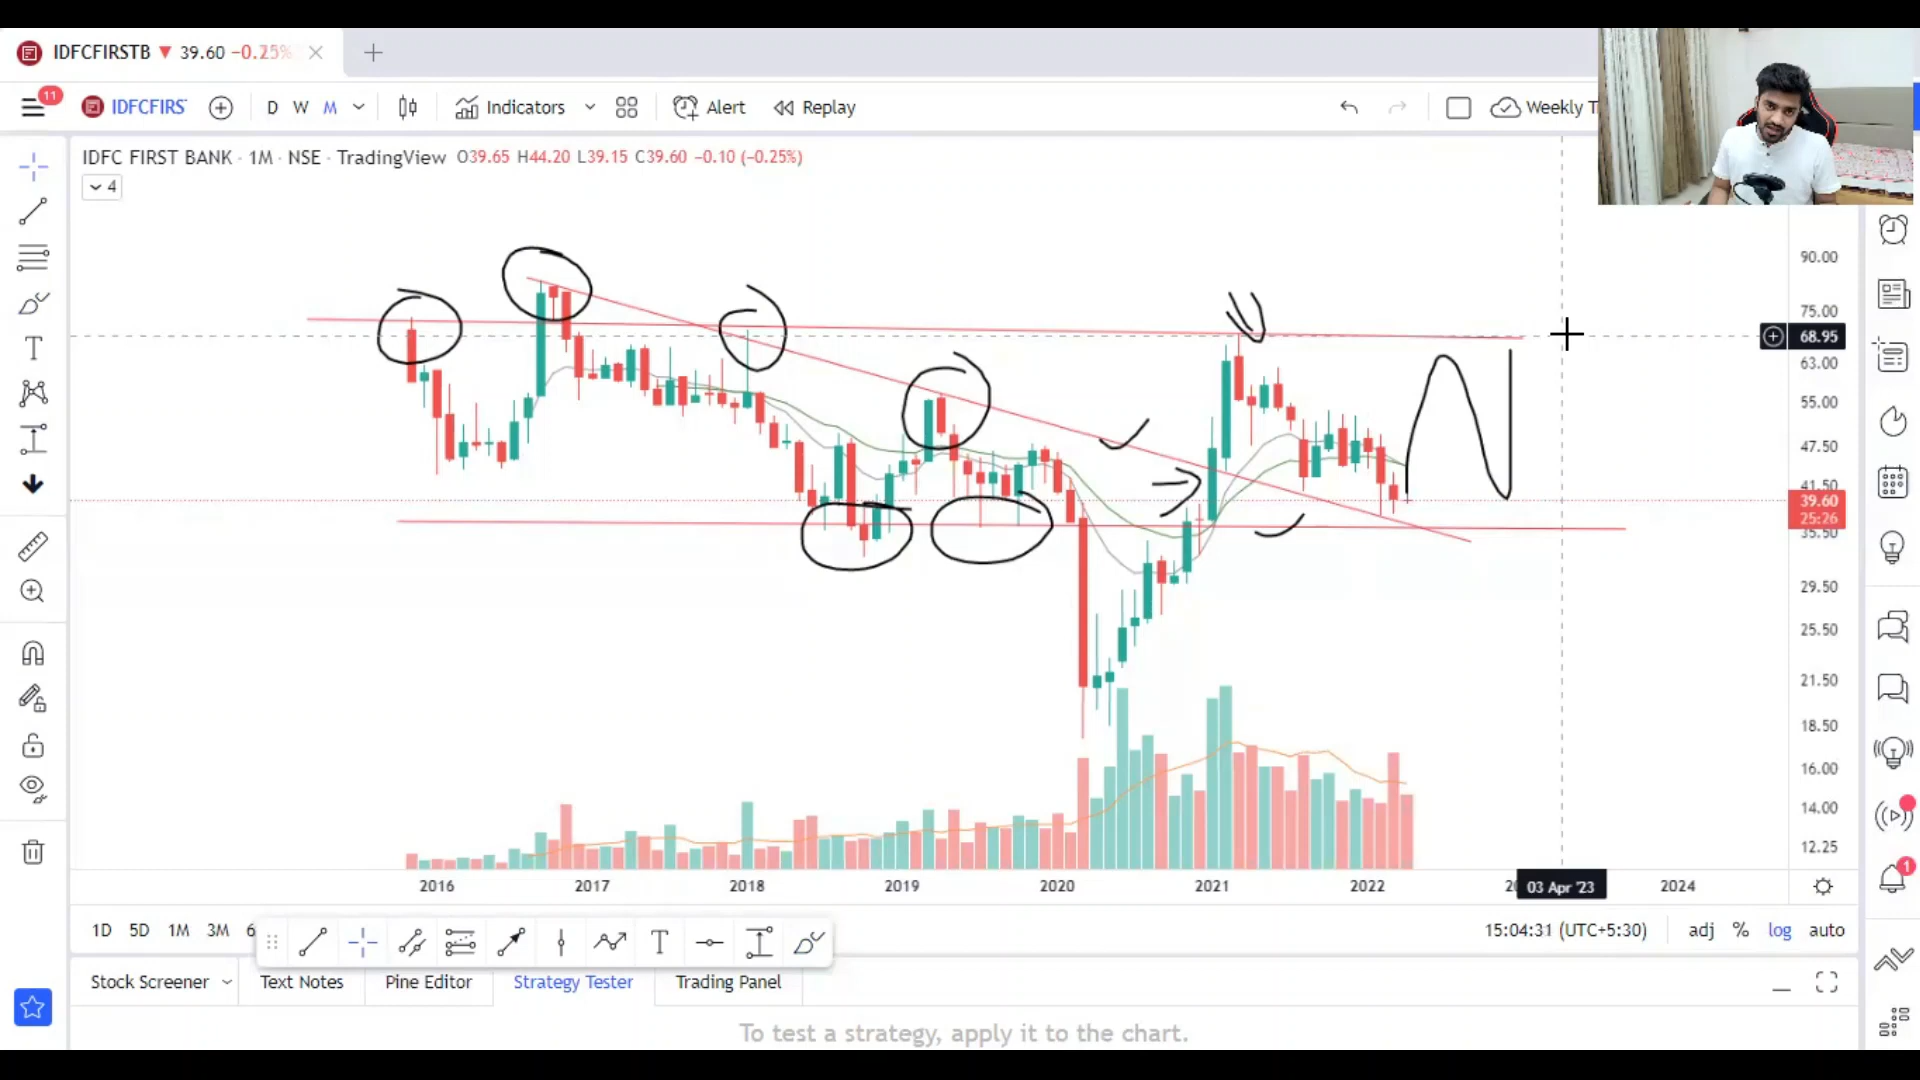 IDFCFIRSTB ▼ 39.60 −0.25%
11 IDFCFIRS D W M Indicators Alert Replay Weekly
IDFC FIRST BANK · 1M · NSE · TradingView O39.65 H44.20 L39.15 C39.60 −0.10 (−0.25%)
4
90.00
75.00
68.95
63.00
55.00
47.50
41.50
39.60
25:26
35.50
29.50
25.50
21.50
18.50
16.00
14.00
12.25
2016 2017 2018 2019 2020 2021 2022 03 Apr '23 2024
1D 5D 1M 3M 15:04:31 (UTC+5:30) adj % log auto
Stock Screener Text Notes Pine Editor Strategy Tester Trading Panel
To test a strategy, apply it to the chart.
1